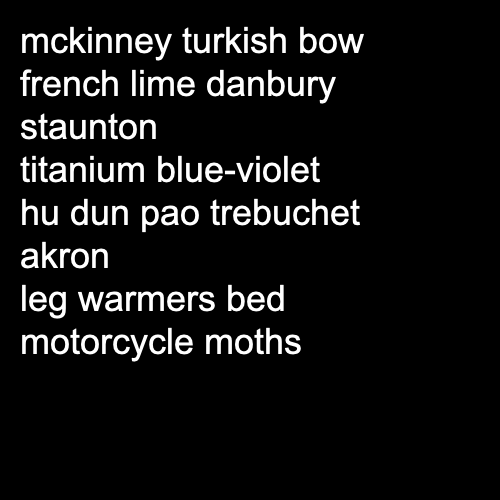 mckinney turkish bow
french lime danbury
staunton
titanium blue-violet
hu dun pao trebuchet
akron
leg warmers bed
motorcycle moths